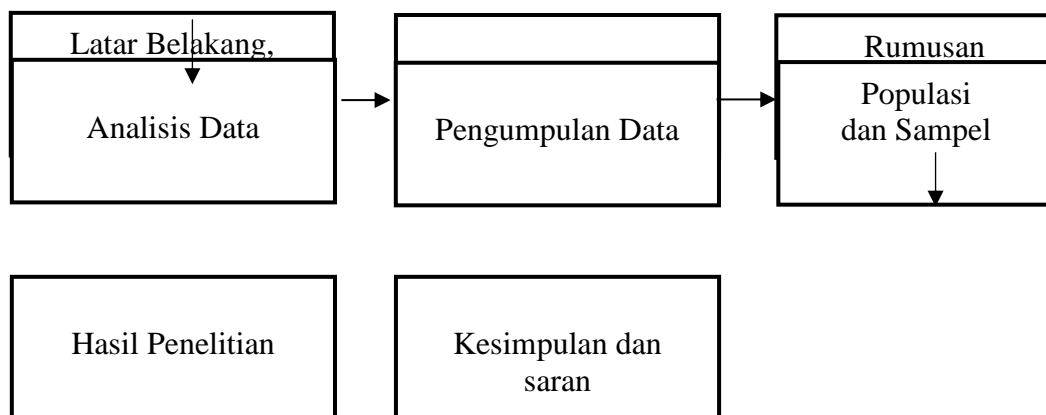 Latar Belakang,
Rumusan
Analisis Data
Pengumpulan Data
Populasi
dan Sampel
Hasil Penelitian
Kesimpulan dan
saran